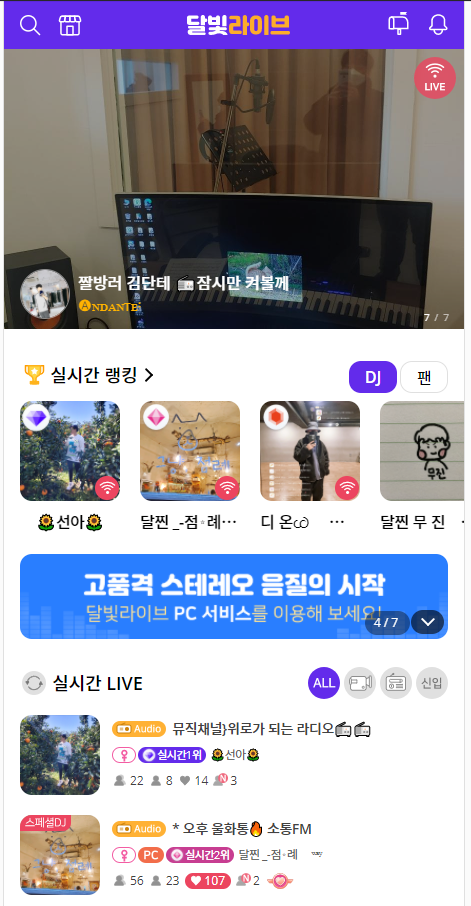 달빛라이브
LIVE
짤방러 김단테 📻잠시만 켜볼께
ANDANTE
7 / 7
실시간 랭킹
DJ
팬
🌻선아🌻
달찐 _-점◦례…
디 온ѽ …
달찐 무 진
무진
고품격 스테레오 음질의 시작
달빛라이브 PC 서비스를 이용해 보세요!
4 / 7
실시간 LIVE
ALL
신입
Audio 뮤직채널}위로가 되는 라디오📻📻
♀ 실시간1위 🌻선아🌻
22 8 14 N 3
스페셜DJ
Audio * 오후 울화통🔥 소통FM
♀ PC 실시간2위 달찐_-점◦례
56 23 107 N 2